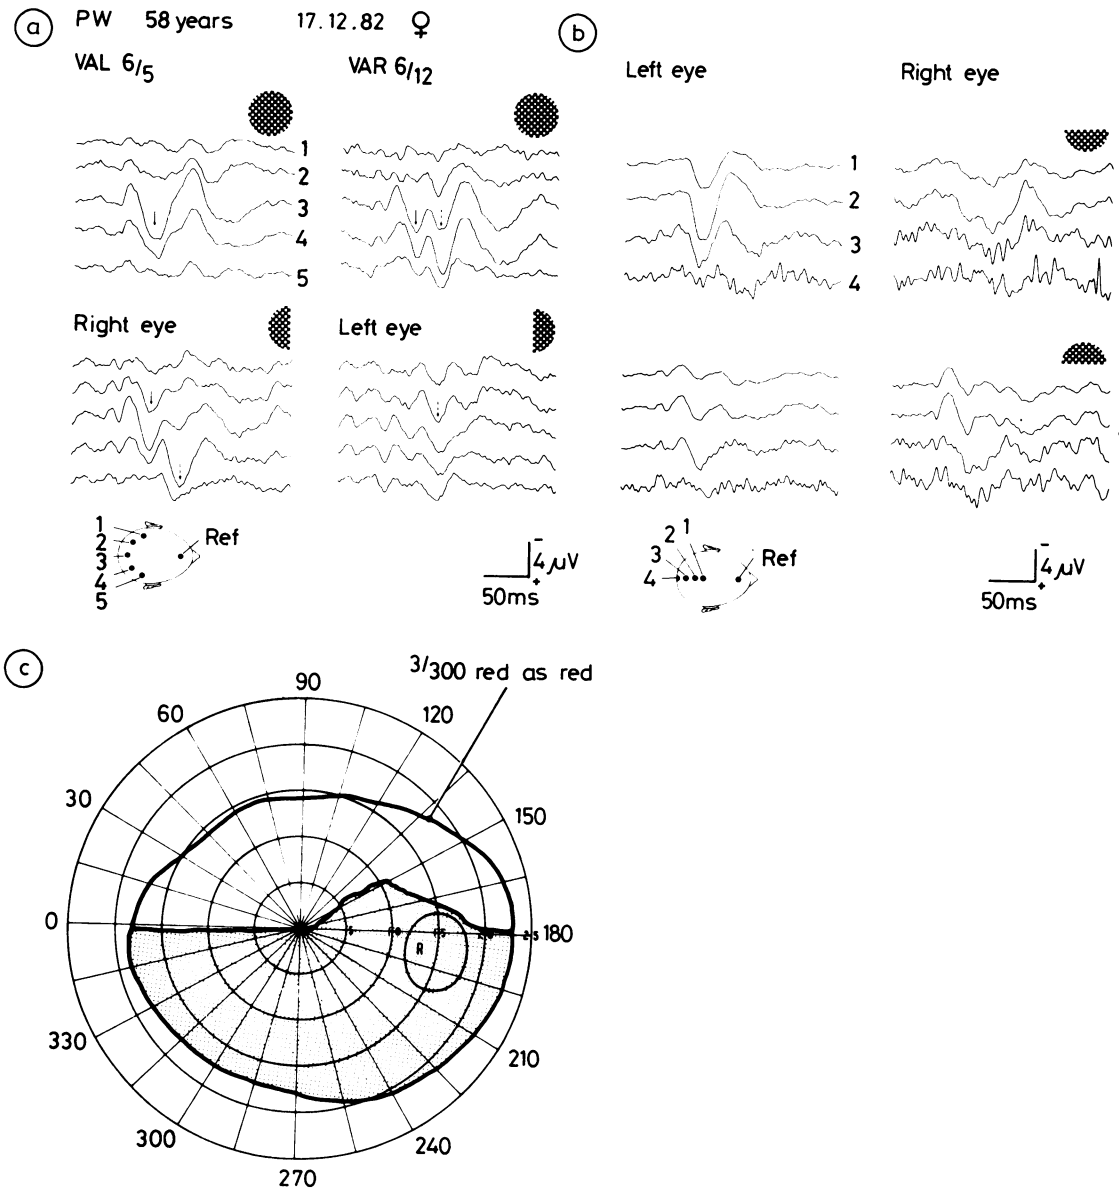 a PW 58 years 17.12.82 ♀
VAL 6/5 VAR 6/12
1
2
3
4
5
Right eye Left eye
1
2
3
4
5
Ref
4 µV
50ms
b
Left eye Right eye
1
2
3
4
1
2
3
4
Ref
4 µV
50ms
c
3/300 red as red
90
60 120
30 150
0 R 180
330 210
300 240
270